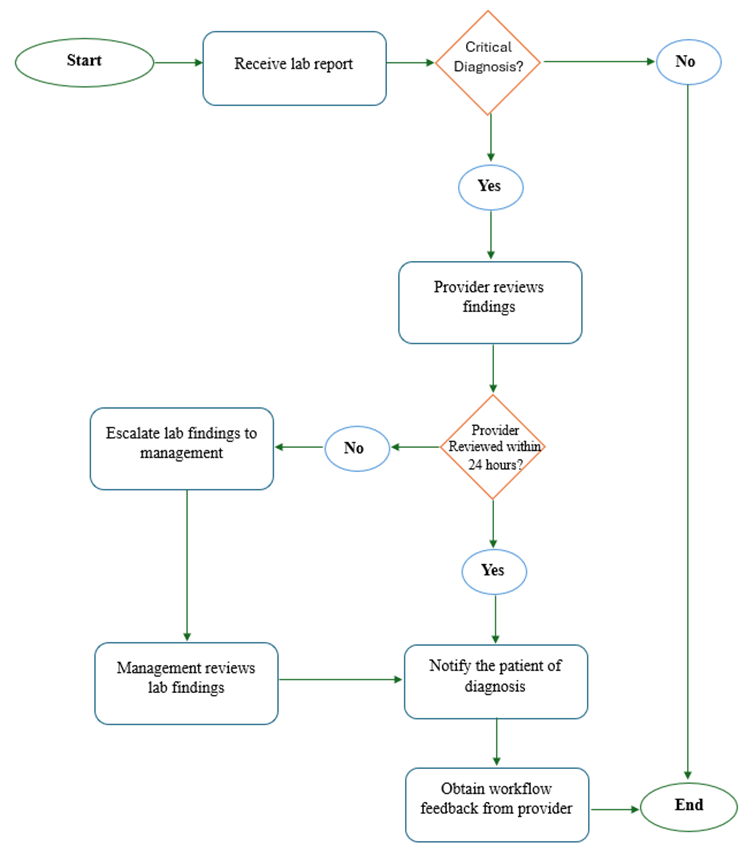 Start
Receive lab report
Critical
Diagnosis?
No
Yes
Provider reviews
findings
Provider
Reviewed within
24 hours?
No
Escalate lab findings to
management
Yes
Management reviews
lab findings
Notify the patient of
diagnosis
Obtain workflow
feedback from provider
End